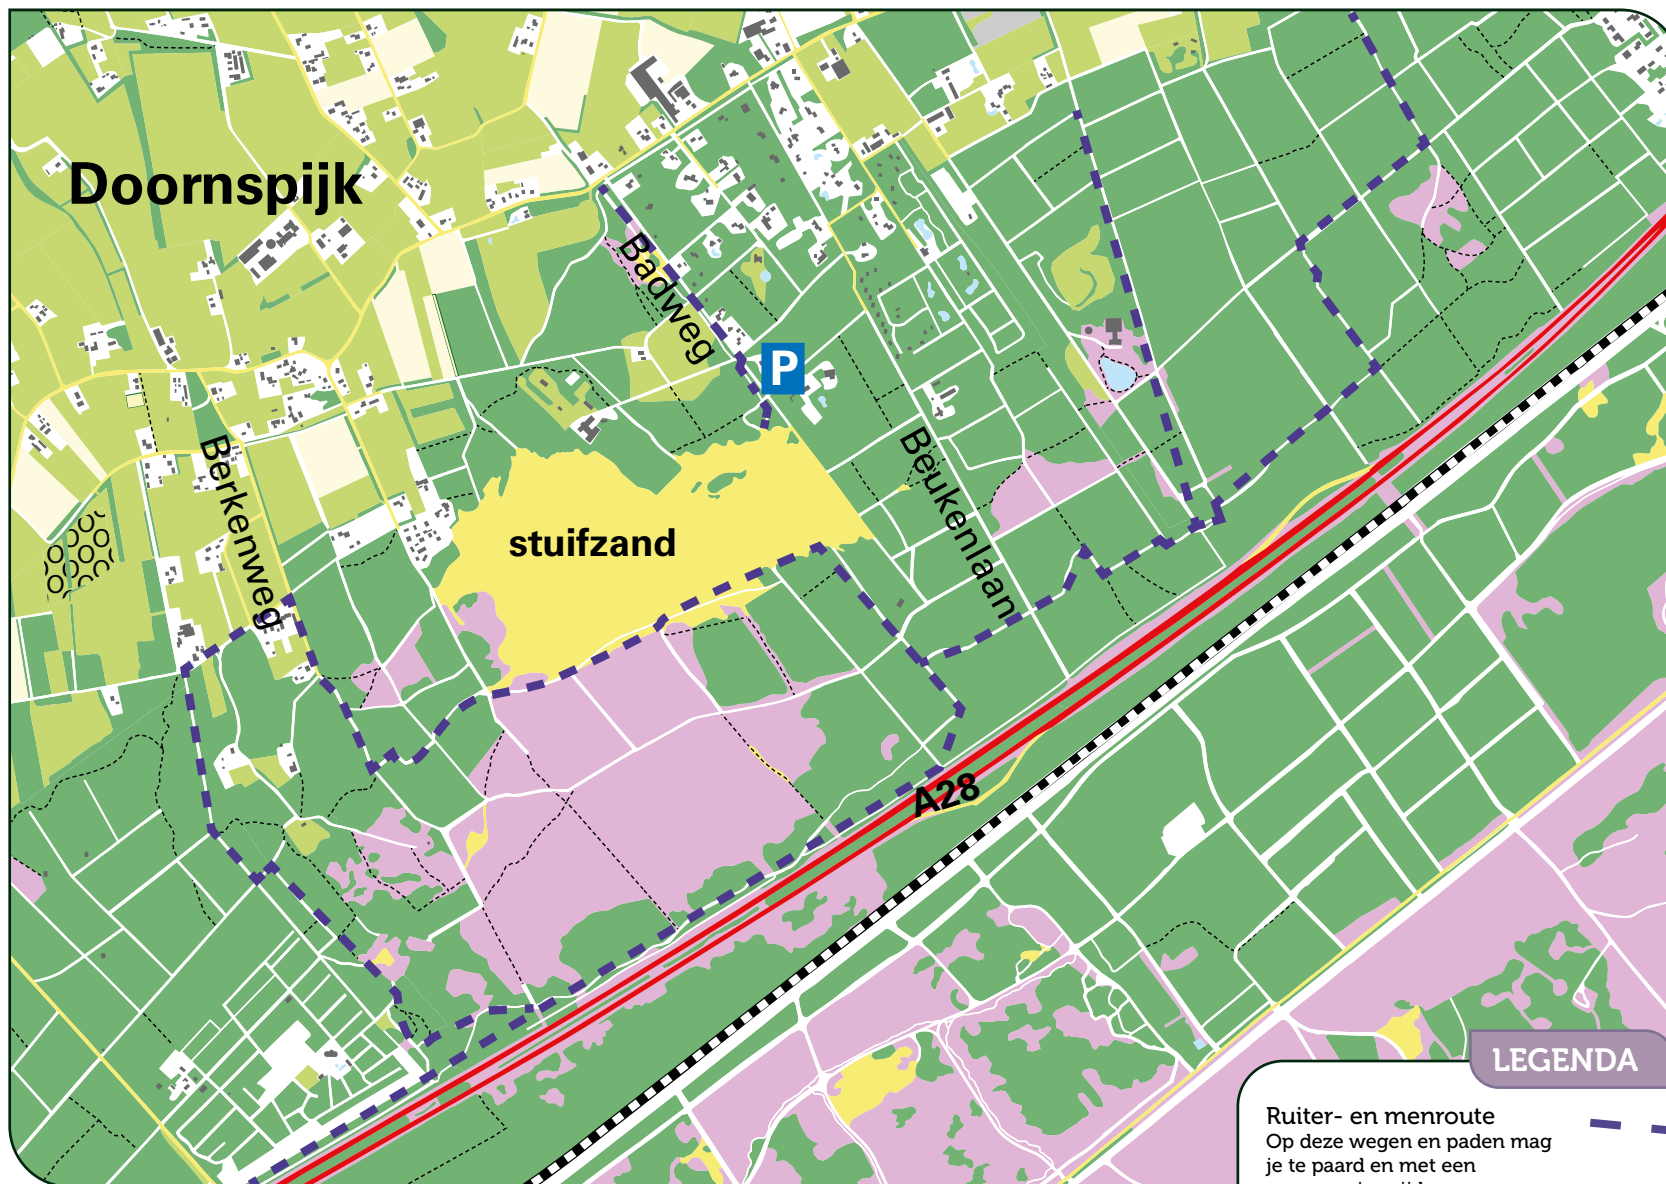 Doornspijk
Badweg
P
Berkenweg
Beukenlaan
stuifzand
A28
LEGENDA
Ruiter- en menroute
Op deze wegen en paden mag
je te paard en met een